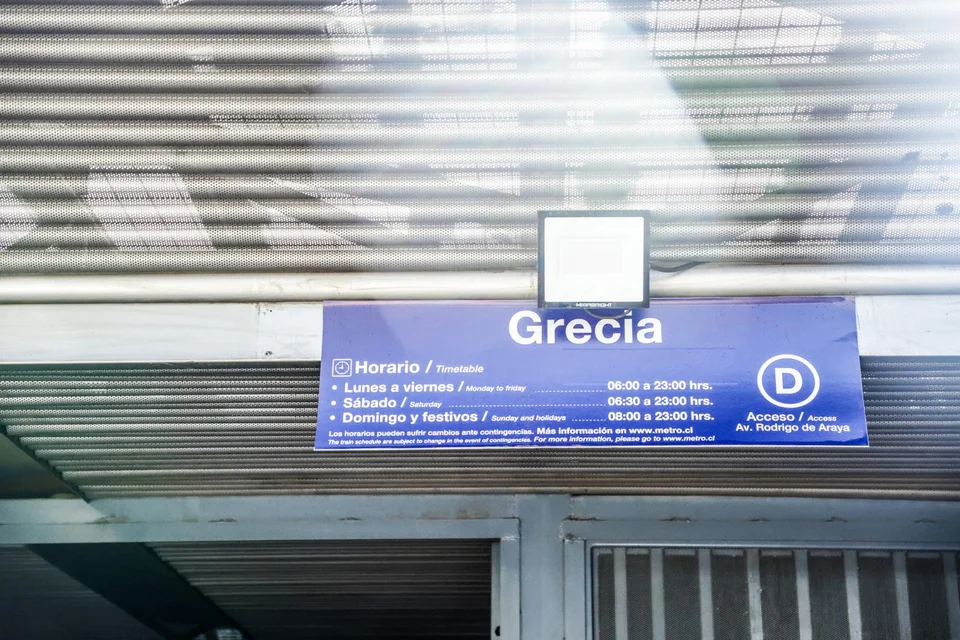 Grecia
Horario / Timetable
• Lunes a viernes / Monday to friday 06:00 a 23:00 hrs.
• Sábado / Saturday 06:30 a 23:00 hrs.
• Domingo y festivos / Sunday and holidays 08:00 a 23:00 hrs.
Los horarios pueden sufrir cambios ante contingencias. Más información en www.metro.cl
The train schedule are subject to change in the event of contingencies. For more information, please go to www.metro.cl
D
Acceso / Access
Av. Rodrigo de Araya